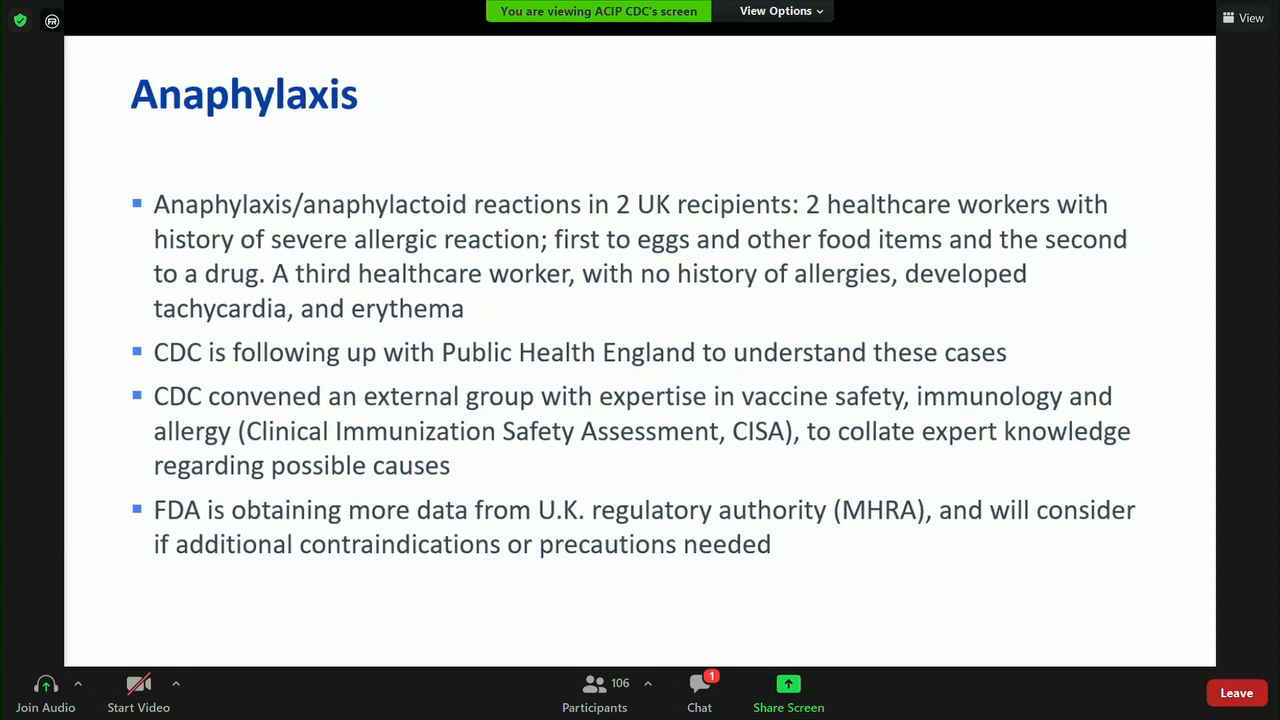 You are viewing ACIP CDC's screen
View Options
View
Anaphylaxis
▪ Anaphylaxis/anaphylactoid reactions in 2 UK recipients: 2 healthcare workers with
history of severe allergic reaction; first to eggs and other food items and the second
to a drug. A third healthcare worker, with no history of allergies, developed
tachycardia, and erythema
▪ CDC is following up with Public Health England to understand these cases
▪ CDC convened an external group with expertise in vaccine safety, immunology and
allergy (Clinical Immunization Safety Assessment, CISA), to collate expert knowledge
regarding possible causes
▪ FDA is obtaining more data from U.K. regulatory authority (MHRA), and will consider
if additional contraindications or precautions needed
Join Audio
Start Video
106
Participants
1
Chat
Share Screen
Leave